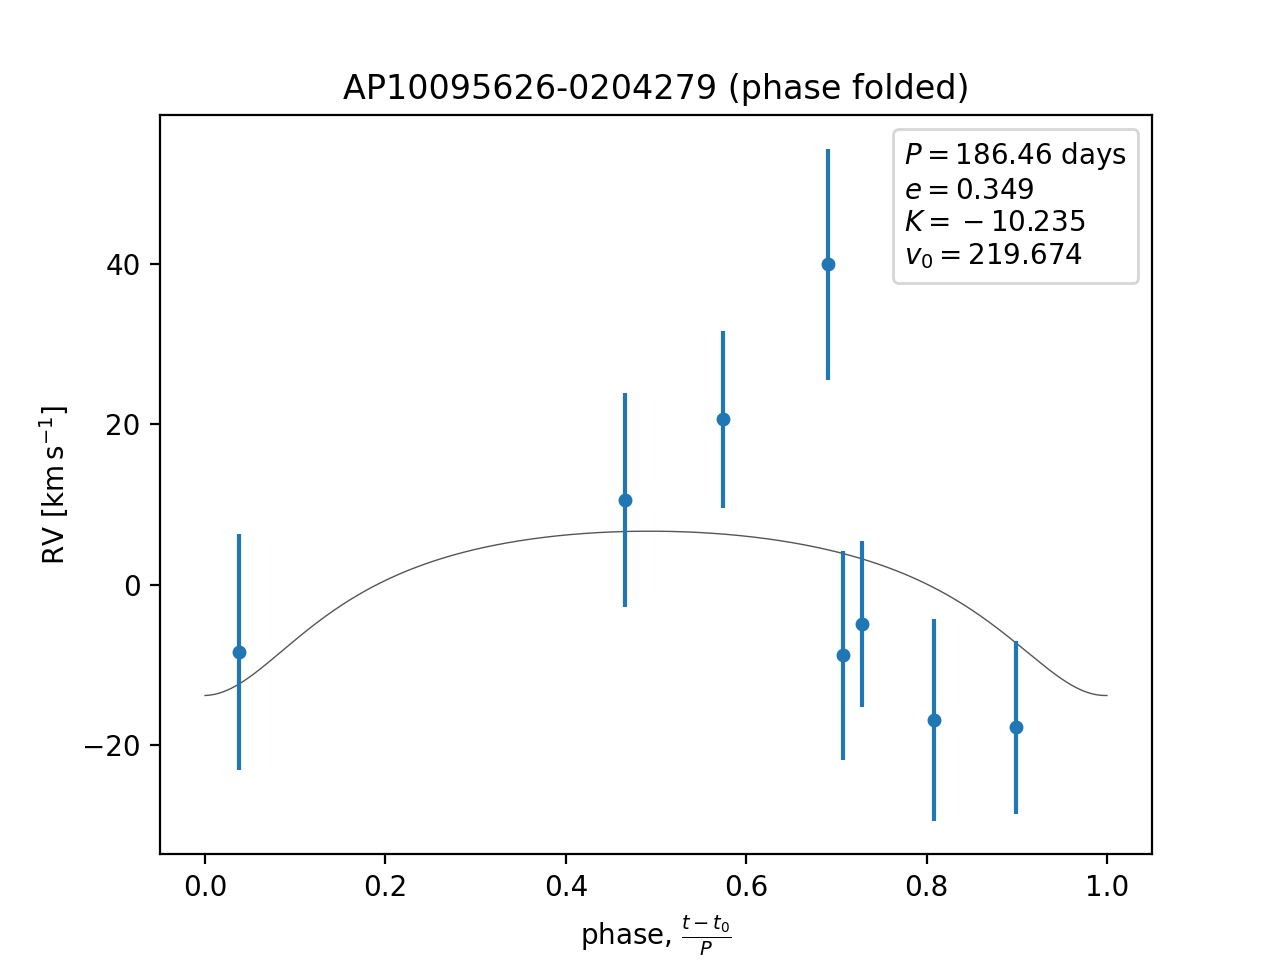 AP10095626-0204279 (phase folded)
P = 186.46 days
e = 0.349
K = − 10.235
v₀ = 219.674
40
20
0
−20
RV [km s⁻¹]
0.0 0.2 0.4 0.6 0.8 1.0
phase, (t − t₀)/P